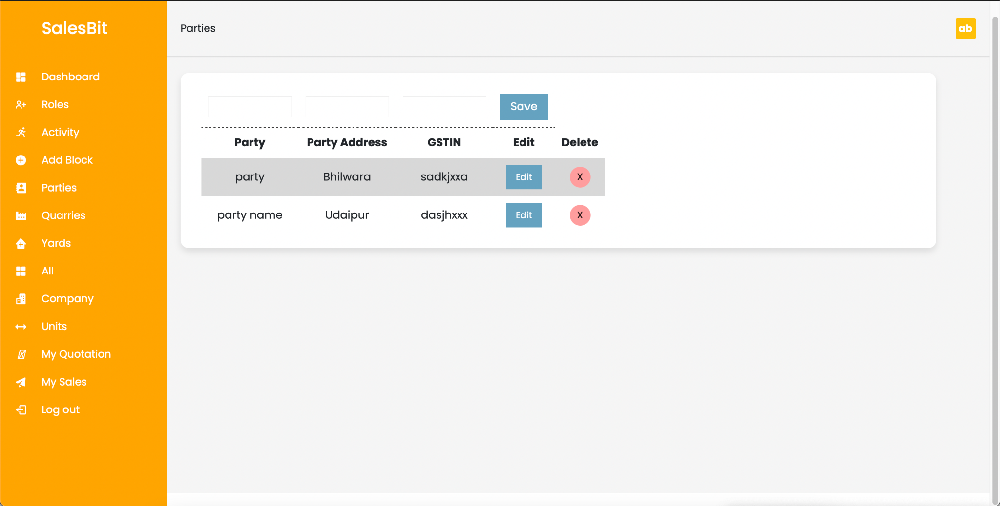 SalesBit
Dashboard
Roles
Activity
Add Block
Parties
Quarries
Yards
All
Company
Units
My Quotation
My Sales
Log out
Parties
ab
Save
Party Party Address GSTIN Edit Delete
party Bhilwara sadkjxxa Edit X
party name Udaipur dasjhxxx Edit X